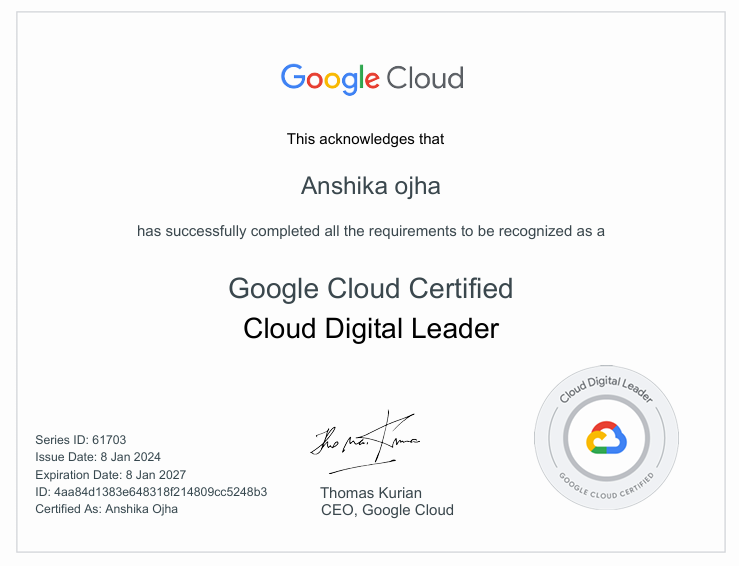 Google Cloud
This acknowledges that
Anshika ojha
has successfully completed all the requirements to be recognized as a
Google Cloud Certified
Cloud Digital Leader
Series ID: 61703
Issue Date: 8 Jan 2024
Expiration Date: 8 Jan 2027
ID: 4aa84d1383e648318f214809cc5248b3
Certified As: Anshika Ojha
Thomas Kurian
CEO, Google Cloud
Cloud Digital Leader
GOOGLE CLOUD CERTIFIED